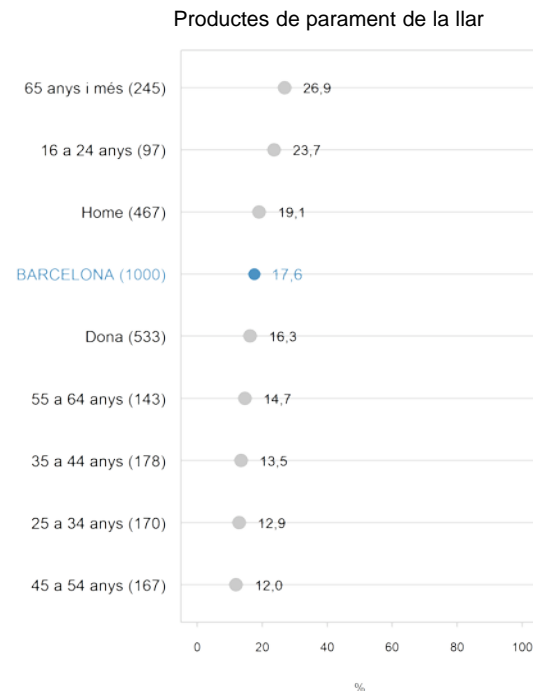 Productes de parament de la llar
65 anys i més (245) 26,9
16 a 24 anys (97) 23,7
Home (467) 19,1
BARCELONA (1000) 17,6
Dona (533) 16,3
55 a 64 anys (143) 14,7
35 a 44 anys (178) 13,5
25 a 34 anys (170) 12,9
45 a 54 anys (167) 12,0
0 20 40 60 80 100
%